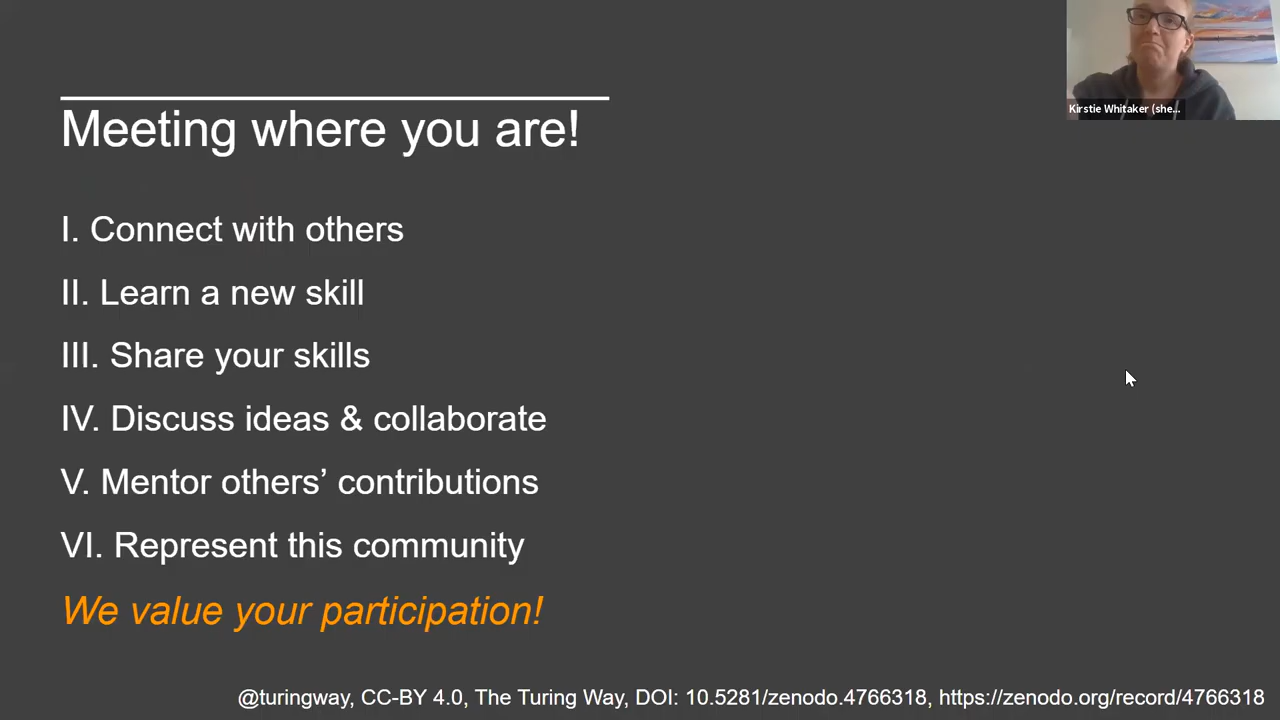 Kirstie Whitaker (she...
Meeting where you are!
I. Connect with others
II. Learn a new skill
III. Share your skills
IV. Discuss ideas & collaborate
V. Mentor others’ contributions
VI. Represent this community
We value your participation!
@turingway, CC-BY 4.0, The Turing Way, DOI: 10.5281/zenodo.4766318, https://zenodo.org/record/4766318